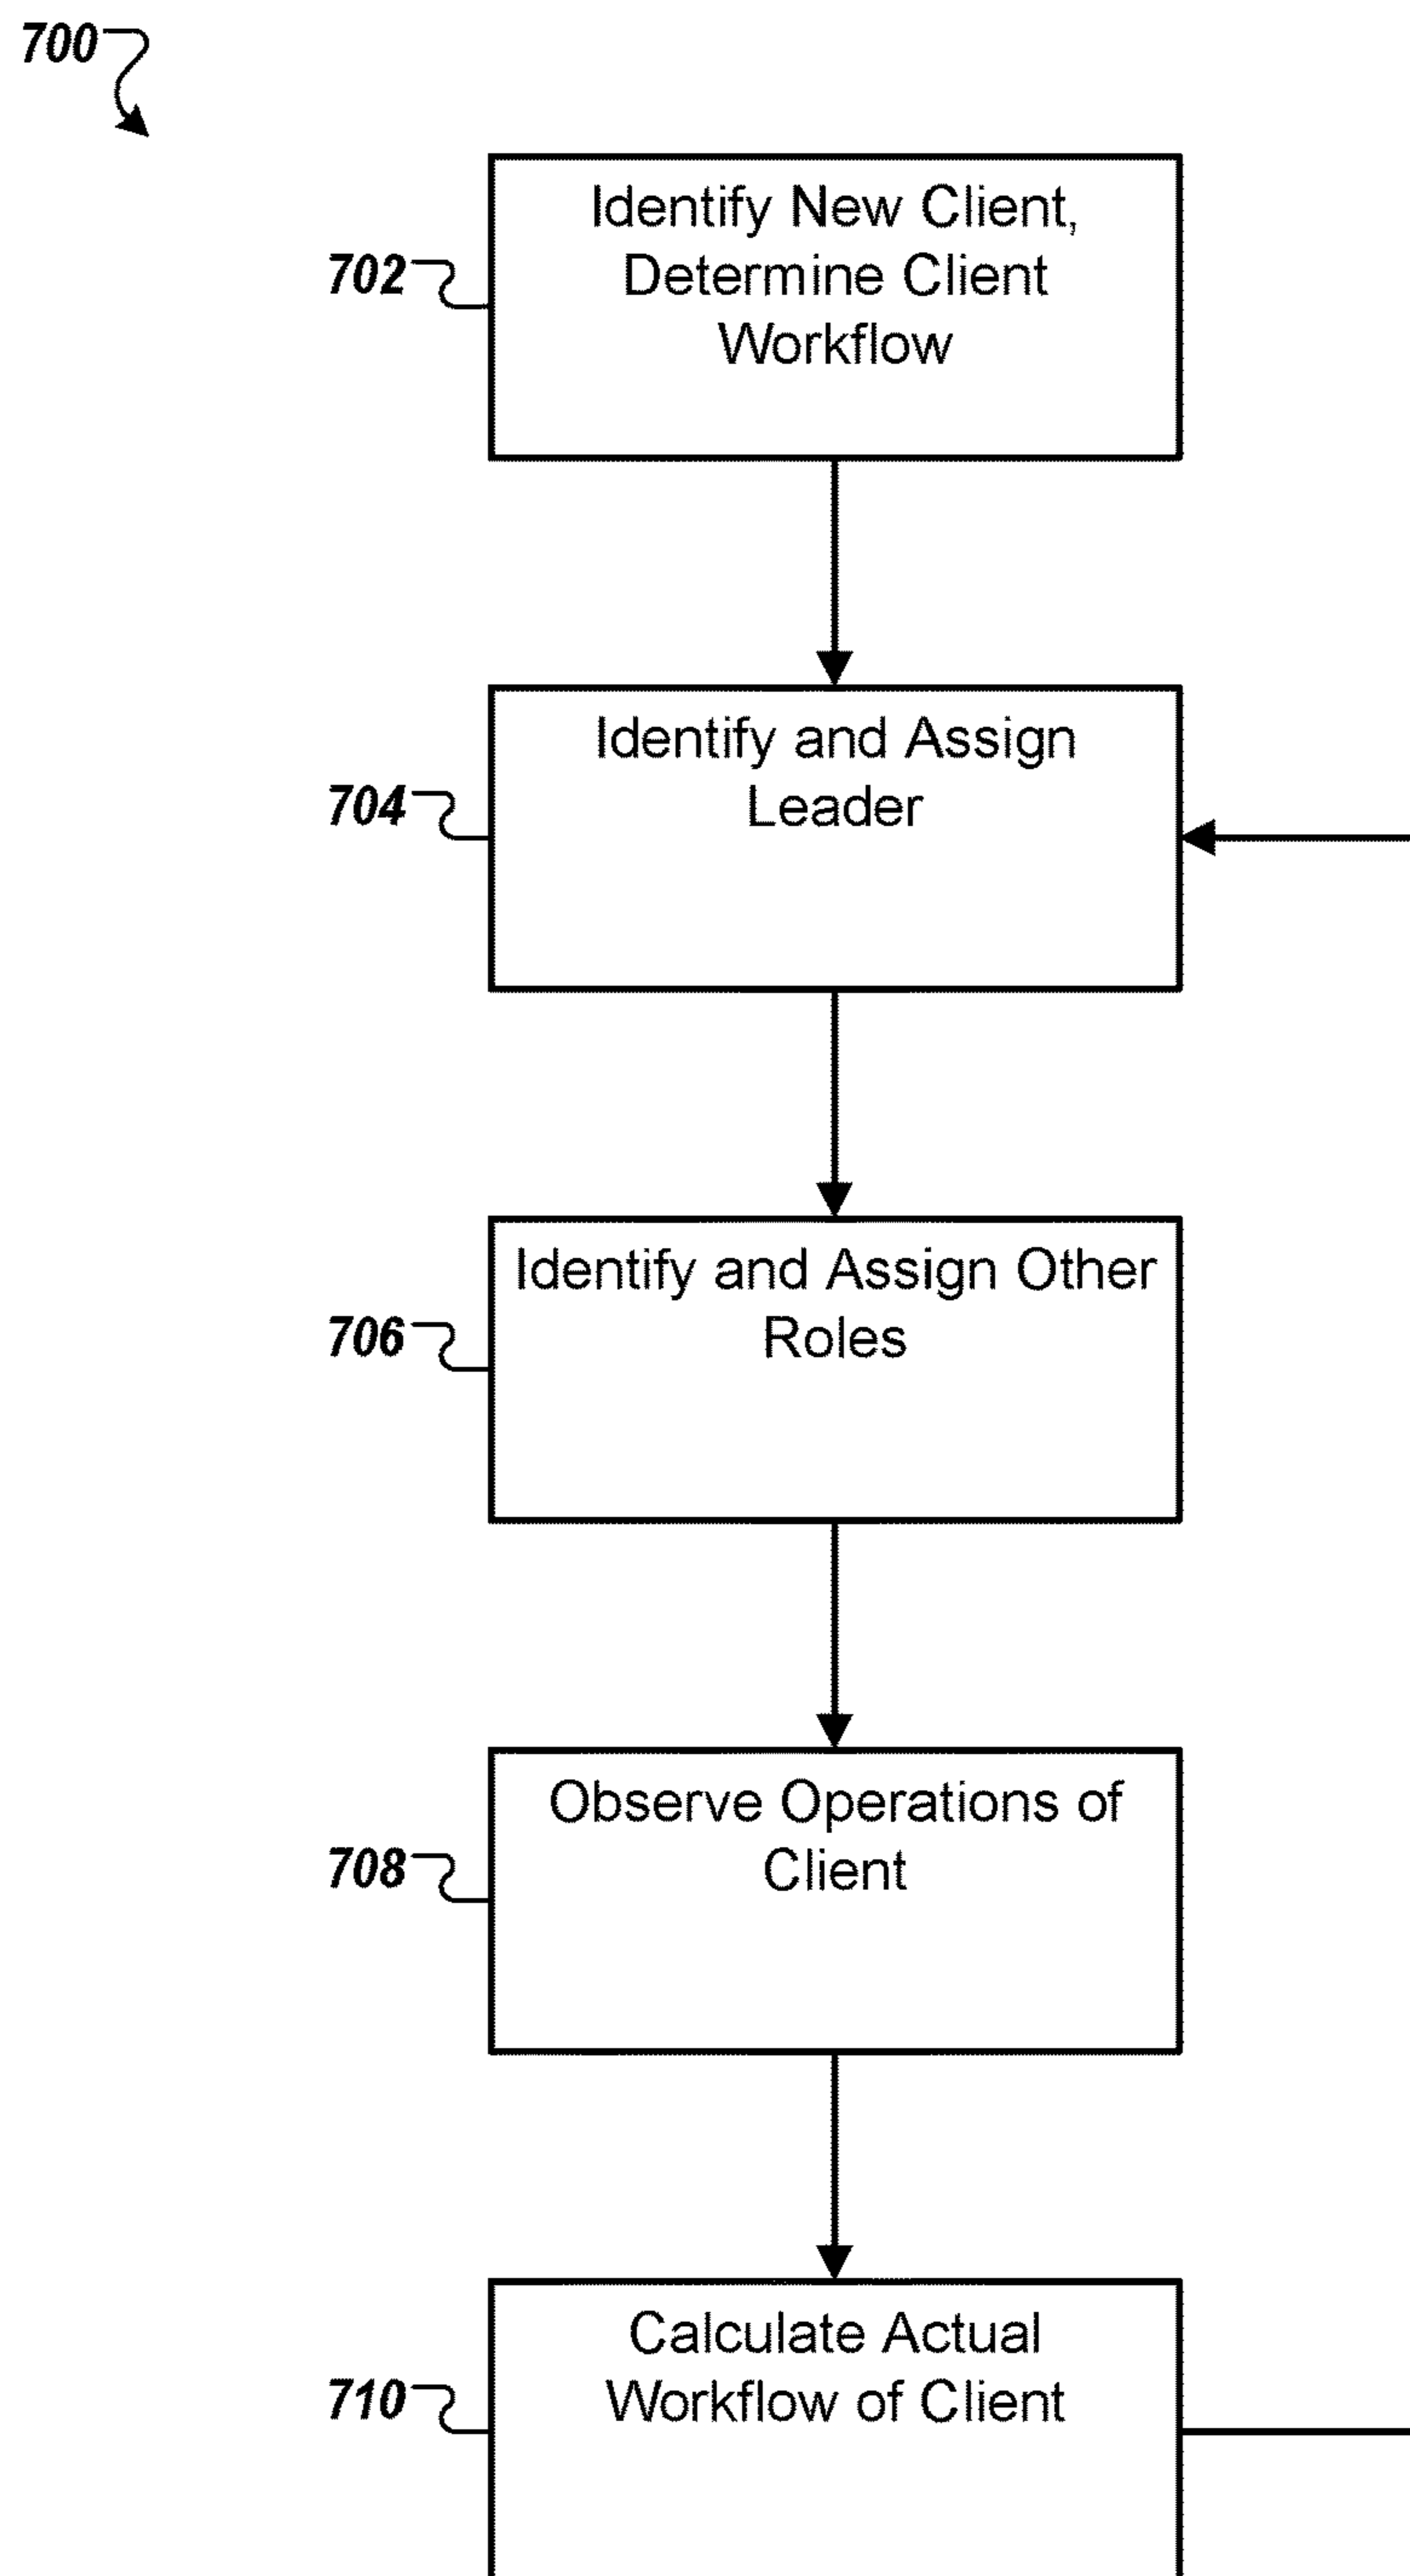 700
Identify New Client,
Determine Client
Workflow
702
Identify and Assign
Leader
704
Identify and Assign Other
Roles
706
Observe Operations of
Client
708
Calculate Actual
Workflow of Client
710